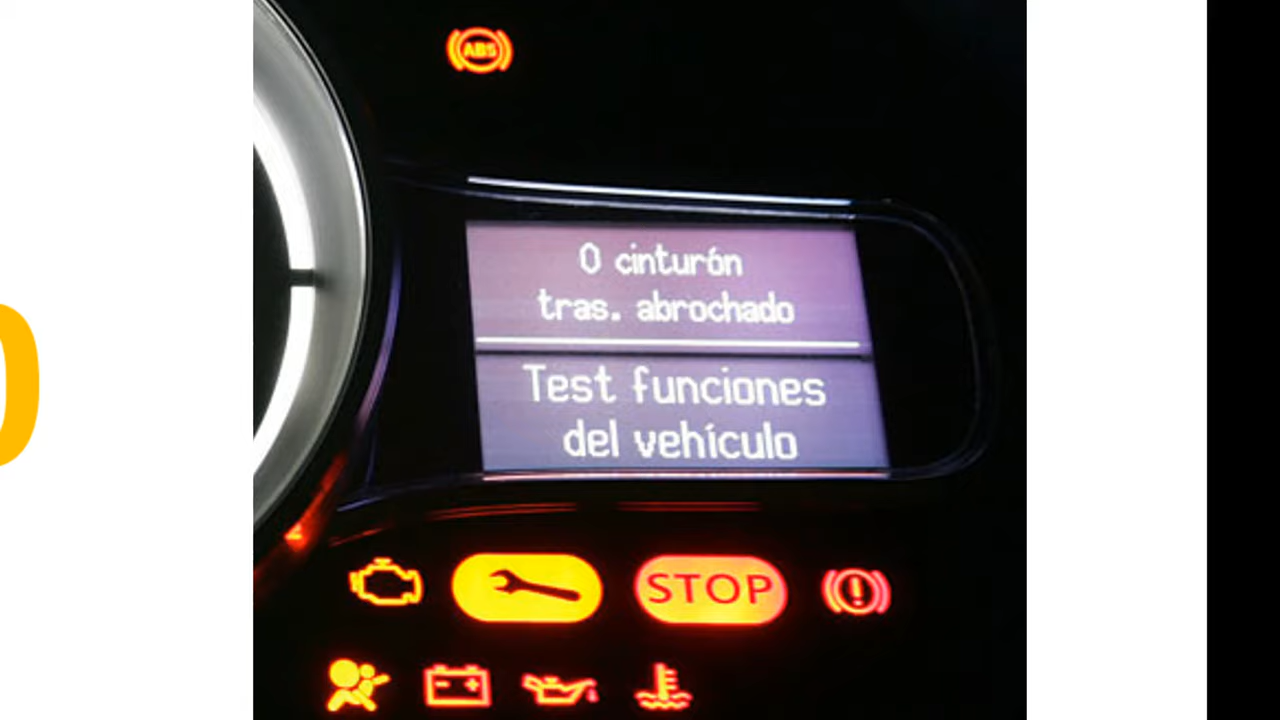 ABS
0 cinturón
tras. abrochado
Test funciones
del vehículo
STOP